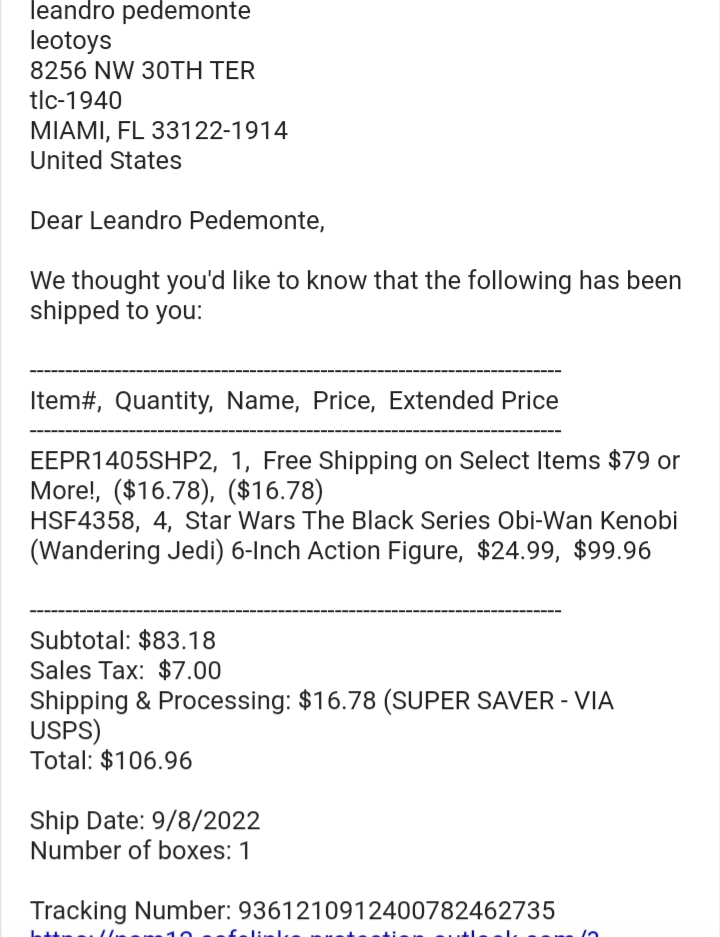 leandro pedemonte
leotoys
8256 NW 30TH TER
tlc-1940
MIAMI, FL 33122-1914
United States
Dear Leandro Pedemonte,
We thought you'd like to know that the following has been
shipped to you:
--------------------------------------------------------------------------------
Item#,  Quantity,  Name,  Price,  Extended Price
--------------------------------------------------------------------------------
EEPR1405SHP2,  1,  Free Shipping on Select Items $79 or
More!,  ($16.78),  ($16.78)
HSF4358,  4,  Star Wars The Black Series Obi-Wan Kenobi
(Wandering Jedi) 6-Inch Action Figure,  $24.99,  $99.96
--------------------------------------------------------------------------------
Subtotal: $83.18
Sales Tax:  $7.00
Shipping & Processing: $16.78 (SUPER SAVER - VIA
USPS)
Total: $106.96
Ship Date: 9/8/2022
Number of boxes: 1
Tracking Number: 9361210912400782462735